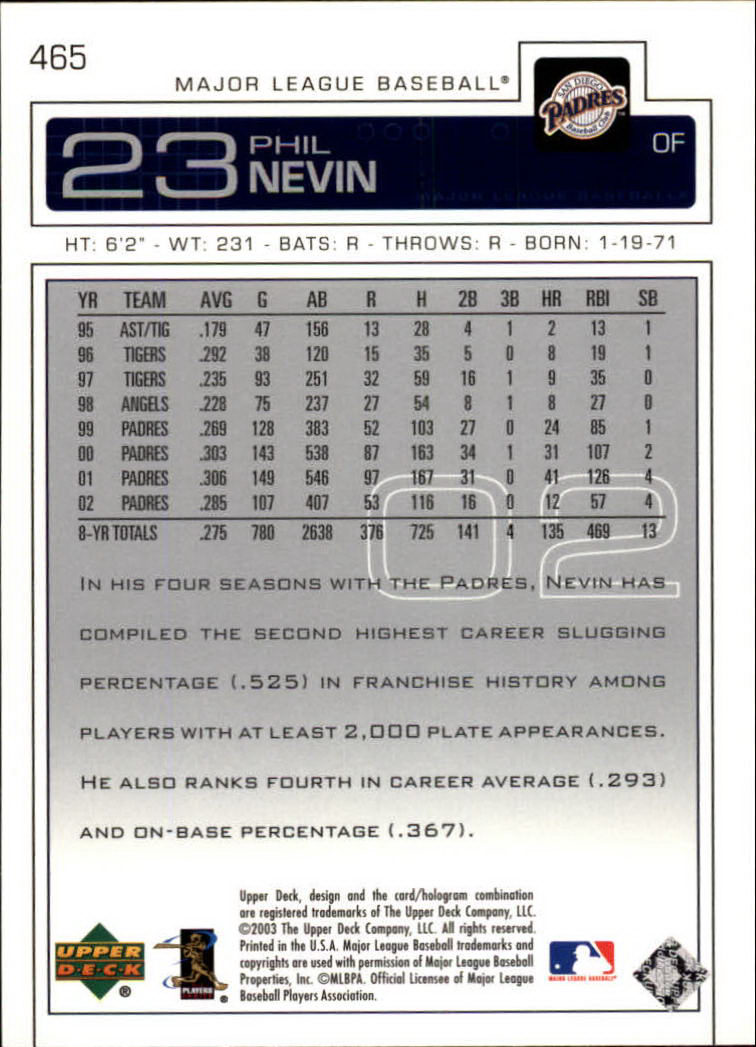 465
MAJOR LEAGUE BASEBALL®
SAN DIEGO
PADRES
Baseball Club
23 PHIL NEVIN OF
HT: 6'2" - WT: 231 - BATS: R - THROWS: R - BORN: 1-19-71
YR TEAM AVG G AB R H 2B 3B HR RBI SB
95 AST/TIG .179 47 156 13 28 4 1 2 13 1
96 TIGERS .292 38 120 15 35 5 0 8 19 1
97 TIGERS .235 93 251 32 59 16 1 9 35 0
98 ANGELS .228 75 237 27 54 8 1 8 27 0
99 PADRES .269 128 383 52 103 27 0 24 85 1
00 PADRES .303 143 538 87 163 34 1 31 107 2
01 PADRES .306 149 546 97 167 31 0 41 126 4
02 PADRES .285 107 407 53 116 16 0 12 57 4
8-YR TOTALS .275 780 2638 376 725 141 4 135 469 13
02
IN HIS FOUR SEASONS WITH THE PADRES, NEVIN HAS
COMPILED THE SECOND HIGHEST CAREER SLUGGING
PERCENTAGE (.525) IN FRANCHISE HISTORY AMONG
PLAYERS WITH AT LEAST 2,000 PLATE APPEARANCES.
HE ALSO RANKS FOURTH IN CAREER AVERAGE (.293)
AND ON-BASE PERCENTAGE (.367).
Upper Deck, design and the card/hologram combination
are registered trademarks of The Upper Deck Company, LLC.
©2003 The Upper Deck Company, LLC. All rights reserved.
Printed in the U.S.A. Major League Baseball trademarks and
copyrights are used with permission of Major League Baseball
Properties, Inc. ©MLBPA. Official Licensee of Major League
Baseball Players Association.
UPPER
D·E·C·K
®
PLAYERS
®
MAJOR LEAGUE BASEBALL